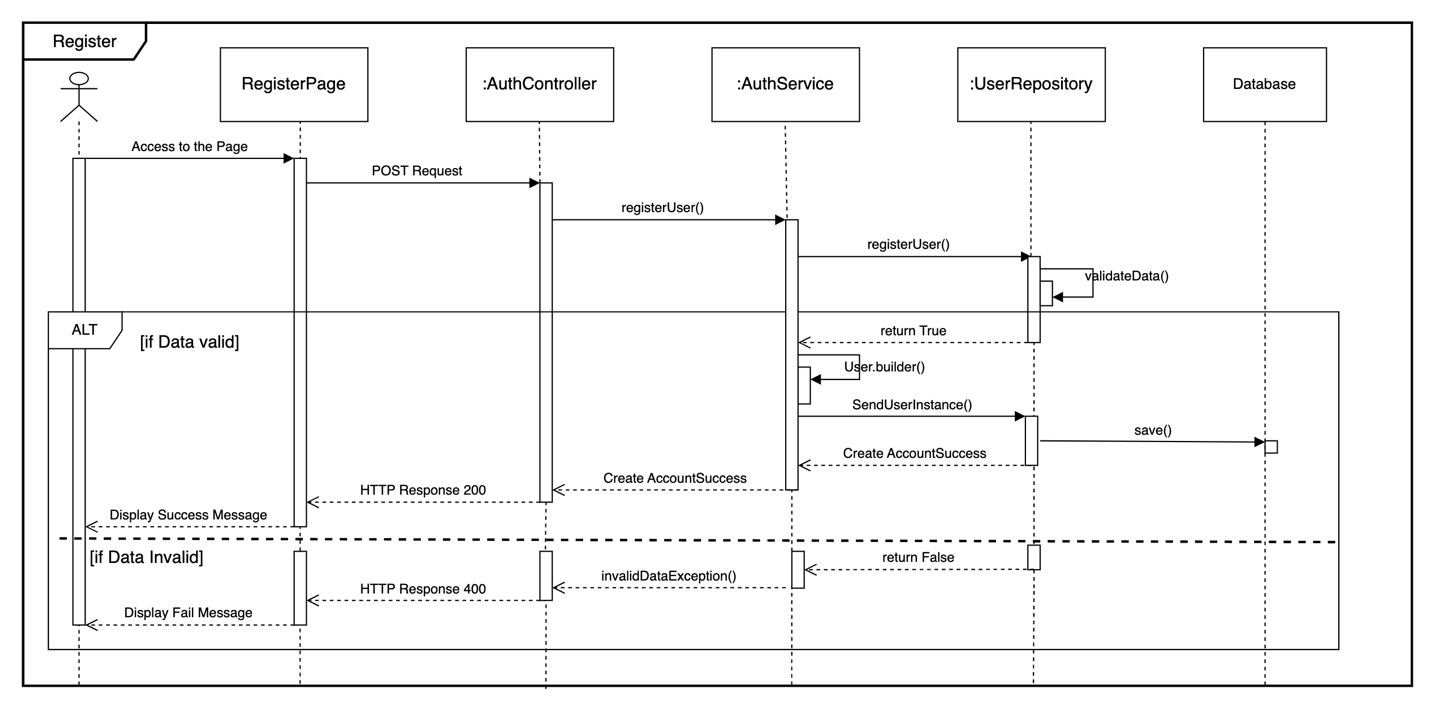 Register
RegisterPage
:AuthController
:AuthService
:UserRepository
Database
Access to the Page
POST Request
registerUser()
registerUser()
validateData()
ALT
[if Data valid]
return True
User.builder()
SendUserInstance()
save()
Create AccountSuccess
Create AccountSuccess
HTTP Response 200
Display Success Message
[if Data Invalid]
return False
invalidDataException()
HTTP Response 400
Display Fail Message